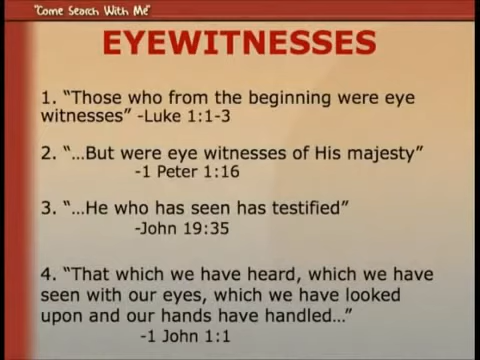 "Come Search With Me"
EYEWITNESSES
1. “Those who from the beginning were eye
witnesses” -Luke 1:1-3
2. “…But were eye witnesses of His majesty”
-1 Peter 1:16
3. “…He who has seen has testified”
-John 19:35
4. “That which we have heard, which we have
seen with our eyes, which we have looked
upon and our hands have handled…”
-1 John 1:1